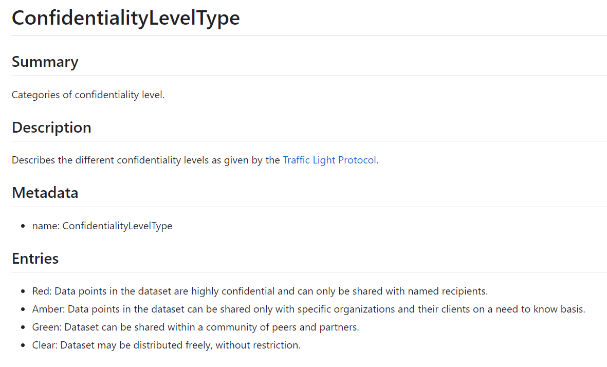 ConfidentialityLevelType
Summary
Categories of confidentiality level.
Description
Describes the different confidentiality levels as given by the Traffic Light Protocol.
Metadata
• name: ConfidentialityLevelType
Entries
• Red: Data points in the dataset are highly confidential and can only be shared with named recipients.
• Amber: Data points in the dataset can be shared only with specific organizations and their clients on a need to know basis.
• Green: Dataset can be shared within a community of peers and partners.
• Clear: Dataset may be distributed freely, without restriction.